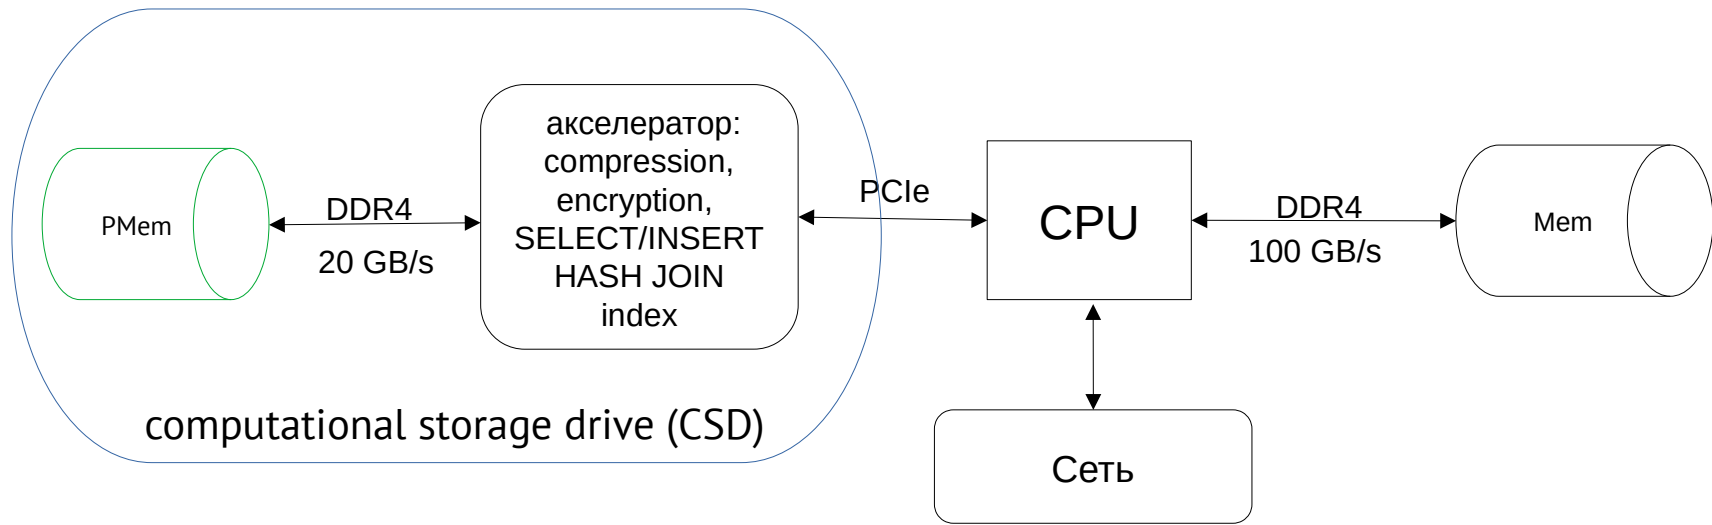 PMem
DDR4
20 GB/s
акселератор:
compression,
encryption,
SELECT/INSERT
HASH JOIN
index
PCIe
CPU
DDR4
100 GB/s
Mem
computational storage drive (CSD)
Сеть